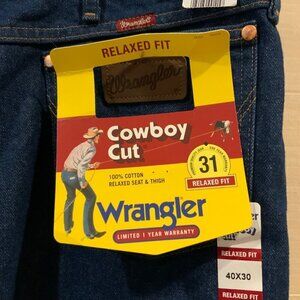 Wrangler
RELAXED FIT
Wrangler
Cowboy
Cut
100% COTTON
RELAXED SEAT & THIGH
31
RELAXED FIT
Wrangler
LIMITED 1 YEAR WARRANTY
RELAXED FIT
40X30
RELAXED FIT